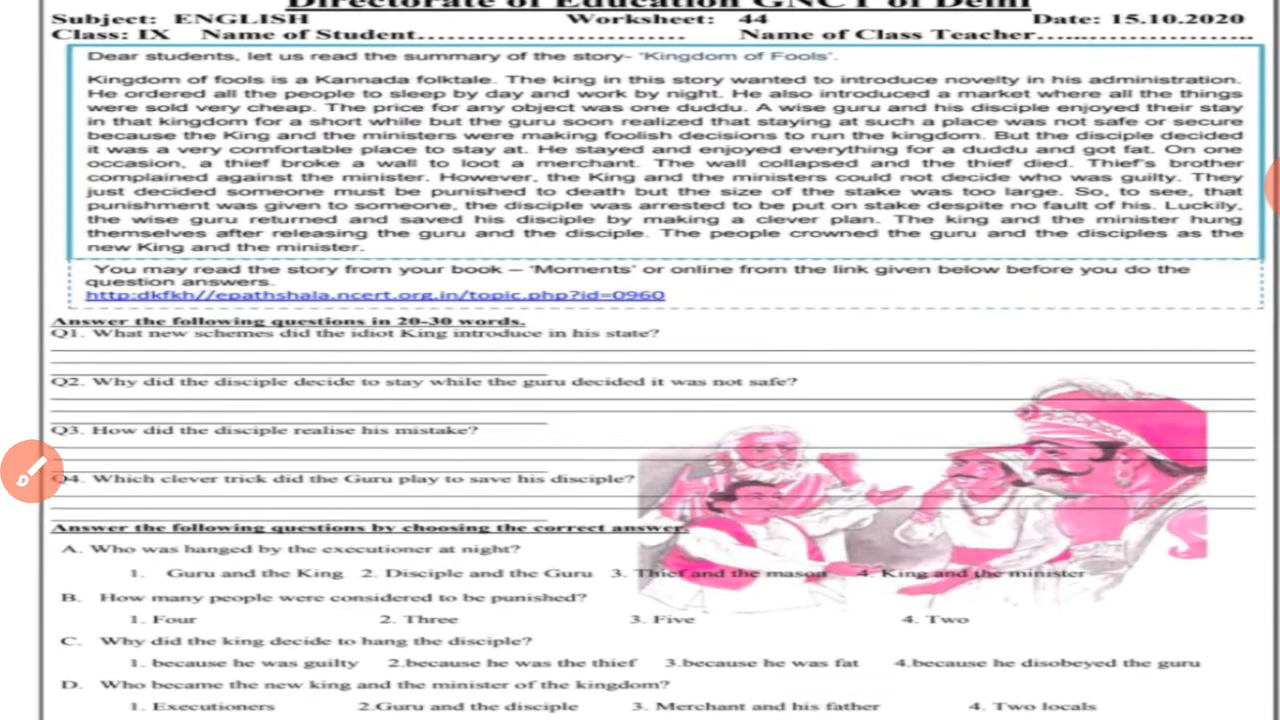 Directorate of Education GNCT of Delhi
Subject: ENGLISH Worksheet: 44 Date: 15.10.2020
Class: IX Name of Student........................... Name of Class Teacher......................
Dear students, let us read the summary of the story- ‘Kingdom of Fools’.
Kingdom of fools is a Kannada folktale. The king in this story wanted to introduce novelty in his administration.
He ordered all the people to sleep by day and work by night. He also introduced a market where all the things
were sold very cheap. The price for any object was one duddu. A wise guru and his disciple enjoyed their stay
in that kingdom for a short while but the guru soon realized that staying at such a place was not safe or secure
because the King and the ministers were making foolish decisions to run the kingdom. But the disciple decided
it was a very comfortable place to stay at. He stayed and enjoyed everything for a duddu and got fat. On one
occasion, a thief broke a wall to loot a merchant. The wall collapsed and the thief died. Thief's brother
complained against the minister. However, the King and the ministers could not decide who was guilty. They
just decided someone must be punished to death but the size of the stake was too large. So, to see, that
punishment was given to someone, the disciple was arrested to be put on stake despite no fault of his. Luckily,
the wise guru returned and saved his disciple by making a clever plan. The king and the minister hung
themselves after releasing the guru and the disciple. The people crowned the guru and the disciples as the
new King and the minister.
You may read the story from your book – ‘Moments’ or online from the link given below before you do the
question answers.
http:dkfkh//epathshala.ncert.org.in/topic.php?id=0960
Answer the following questions in 20-30 words.
Q1. What new schemes did the idiot King introduce in his state?
Q2. Why did the disciple decide to stay while the guru decided it was not safe?
Q3. How did the disciple realise his mistake?
Q4. Which clever trick did the Guru play to save his disciple?
Answer the following questions by choosing the correct answer.
A. Who was hanged by the executioner at night?
1. Guru and the King 2. Disciple and the Guru 3. Thief and the mason 4. King and the minister
B. How many people were considered to be punished?
1. Four 2. Three 3. Five 4. Two
C. Why did the king decide to hang the disciple?
1. because he was guilty 2.because he was the thief 3.because he was fat 4.because he disobeyed the guru
D. Who became the new king and the minister of the kingdom?
1. Executioners 2.Guru and the disciple 3. Merchant and his father 4. Two locals